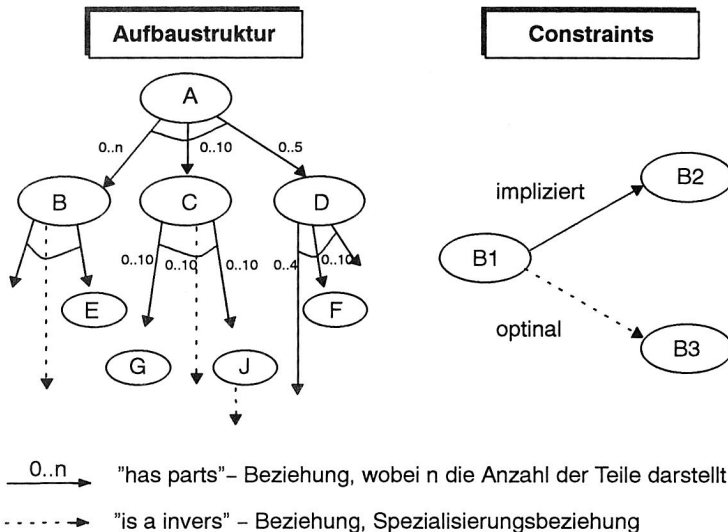 Aufbaustruktur
Constraints
A
0..n
0..10
0..5
B
C
D
B2
impliziert
B1
0..10
0..10
0..10
0..4
0..10
E
F
optinal
G
J
B3
0..n "has parts"– Beziehung, wobei n die Anzahl der Teile darstellt
"is a invers" – Beziehung, Spezialisierungsbeziehung